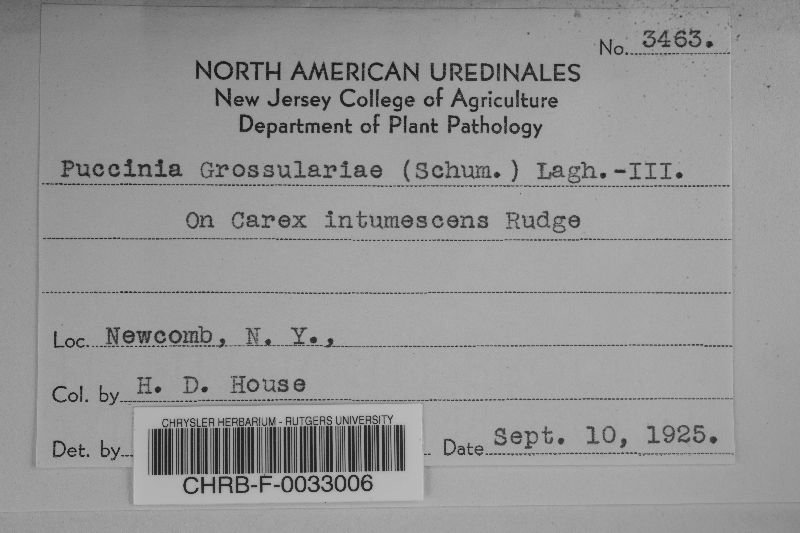 No. 3463.
NORTH AMERICAN UREDINALES
New Jersey College of Agriculture
Department of Plant Pathology
Puccinia Grossulariae (Schum.) Lagh.-III.
On Carex intumescens Rudge
Loc. Newcomb, N. Y.,
Col. by H. D. House
Det. by
Date Sept. 10, 1925.
CHRYSLER HERBARIUM - RUTGERS UNIVERSITY
CHRB-F-0033006